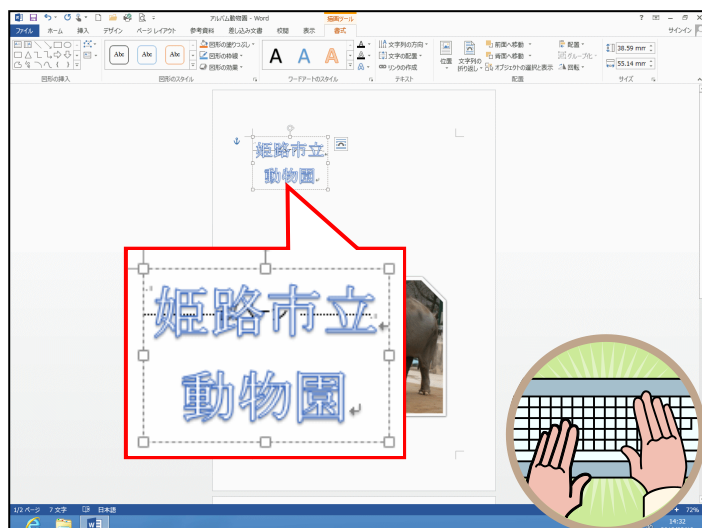 アルバム動物園 - Word
描画ツール
ファイル ホーム 挿入 デザイン ページ レイアウト 参考資料 差し込み文書 校閲 表示 書式
サインイン
Abc Abc Abc
図形の塗りつぶし
図形の枠線
図形の効果
A A A
文字列の方向
文字の配置
リンクの作成
位置
文字列の
折り返し
前面へ移動
背面へ移動
オブジェクトの選択と表示
配置
グループ化
回転
38.59 mm
55.14 mm
図形の挿入 図形のスタイル ワードアートのスタイル テキスト 配置 サイズ
姫路市立
動物園
姫路市立
動物園
1/2 ページ 7 文字 日本語
72%
14:32